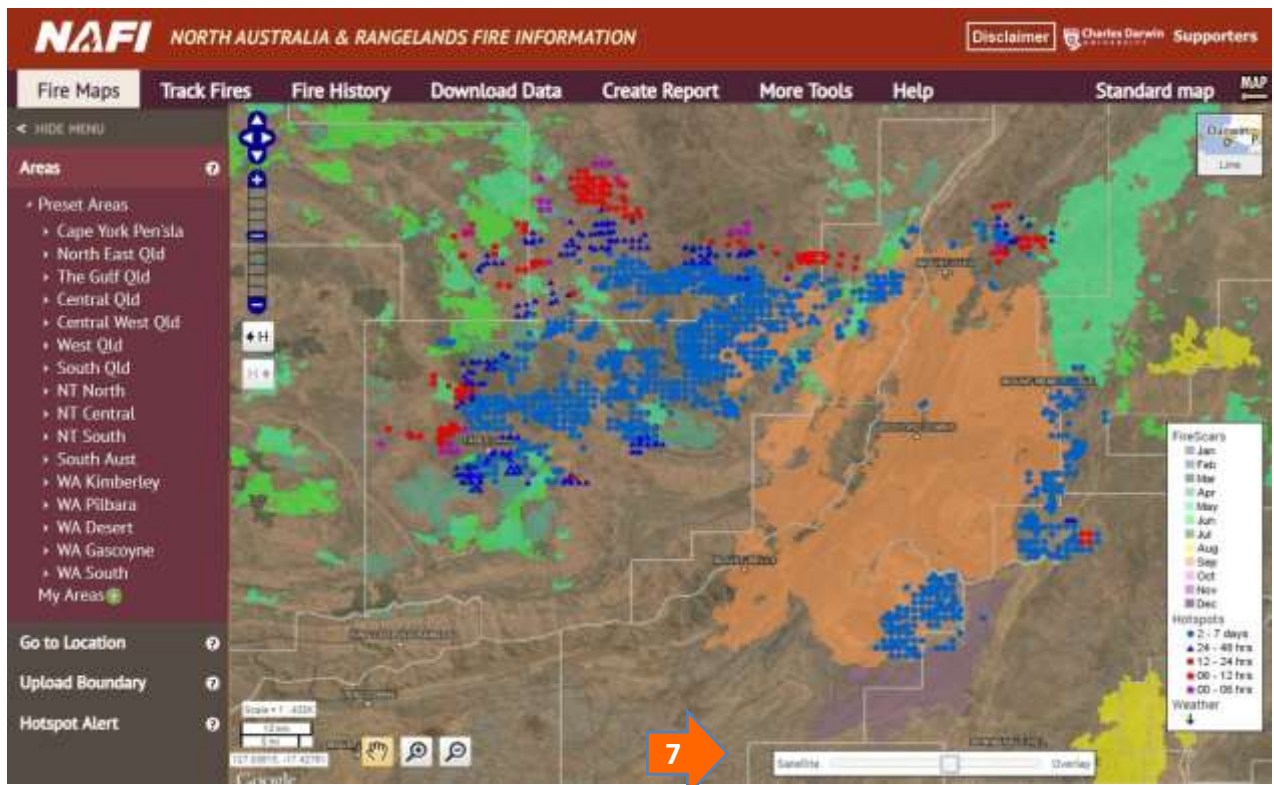 NAFI NORTH AUSTRALIA & RANGELANDS FIRE INFORMATION
Disclaimer
Charles Darwin
UNIVERSITY
Supporters
Fire Maps
Track Fires
Fire History
Download Data
Create Report
More Tools
Help
Standard map
MAP
< HIDE MENU
Areas
Preset Areas
Cape York Pen'sla
North East Qld
The Gulf Qld
Central Qld
Central West Qld
West Qld
South Qld
NT North
NT Central
NT South
South Aust
WA Kimberley
WA Pilbara
WA Desert
WA Gascoyne
WA South
My Areas
Go to Location
Upload Boundary
Hotspot Alert
H
H
FireScars
Jan
Feb
Mar
Apr
May
Jun
Jul
Aug
Sep
Oct
Nov
Dec
Hotspots
2 - 7 days
24 - 48 hrs
12 - 24 hrs
06 - 12 hrs
00 - 06 hrs
Weather
Google
7
Satellite
Overlay